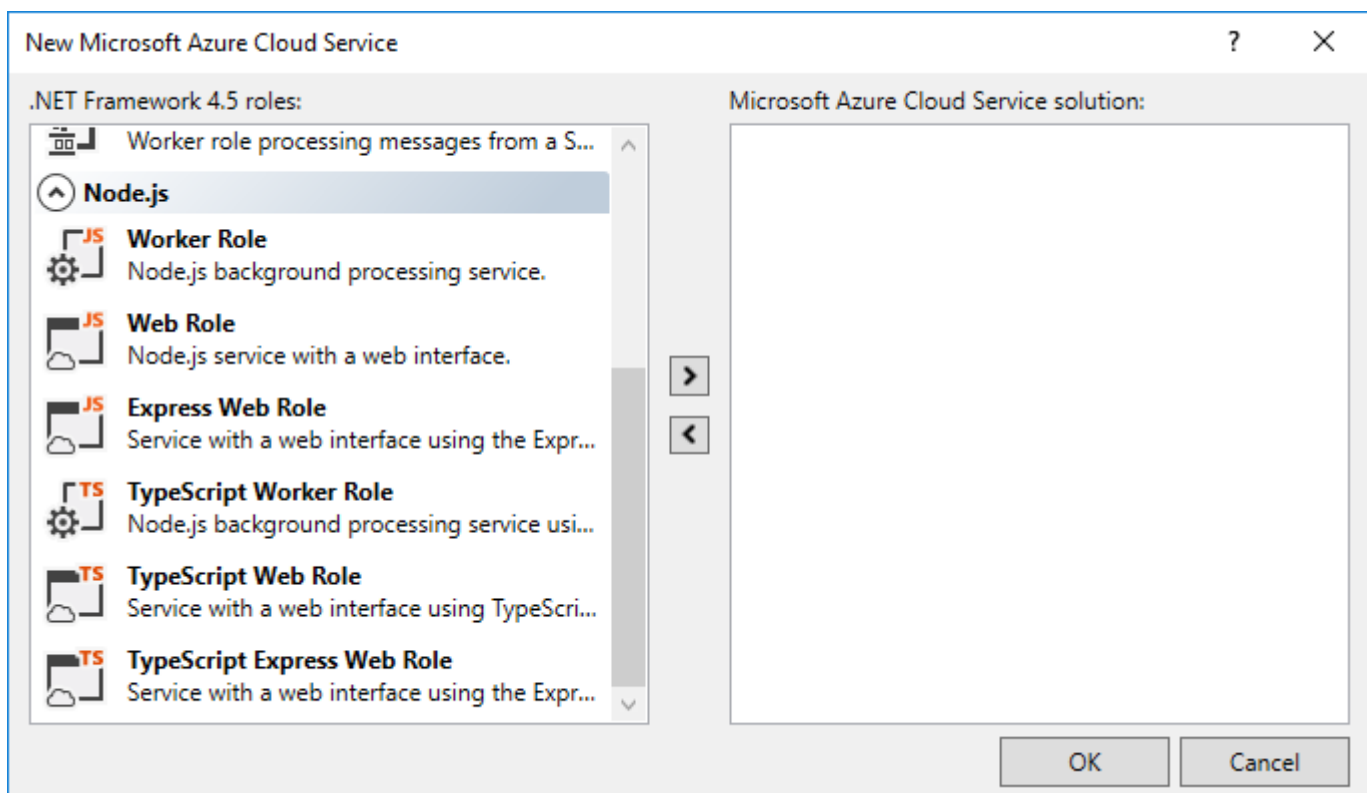 New Microsoft Azure Cloud Service
?
.NET Framework 4.5 roles:
Microsoft Azure Cloud Service solution:
Worker role processing messages from a S...
Node.js
JS
Worker Role
Node.js background processing service.
JS
Web Role
Node.js service with a web interface.
JS
Express Web Role
Service with a web interface using the Expr...
TS
TypeScript Worker Role
Node.js background processing service usi...
TS
TypeScript Web Role
Service with a web interface using TypeScri...
TS
TypeScript Express Web Role
Service with a web interface using the Expr...
OK
Cancel